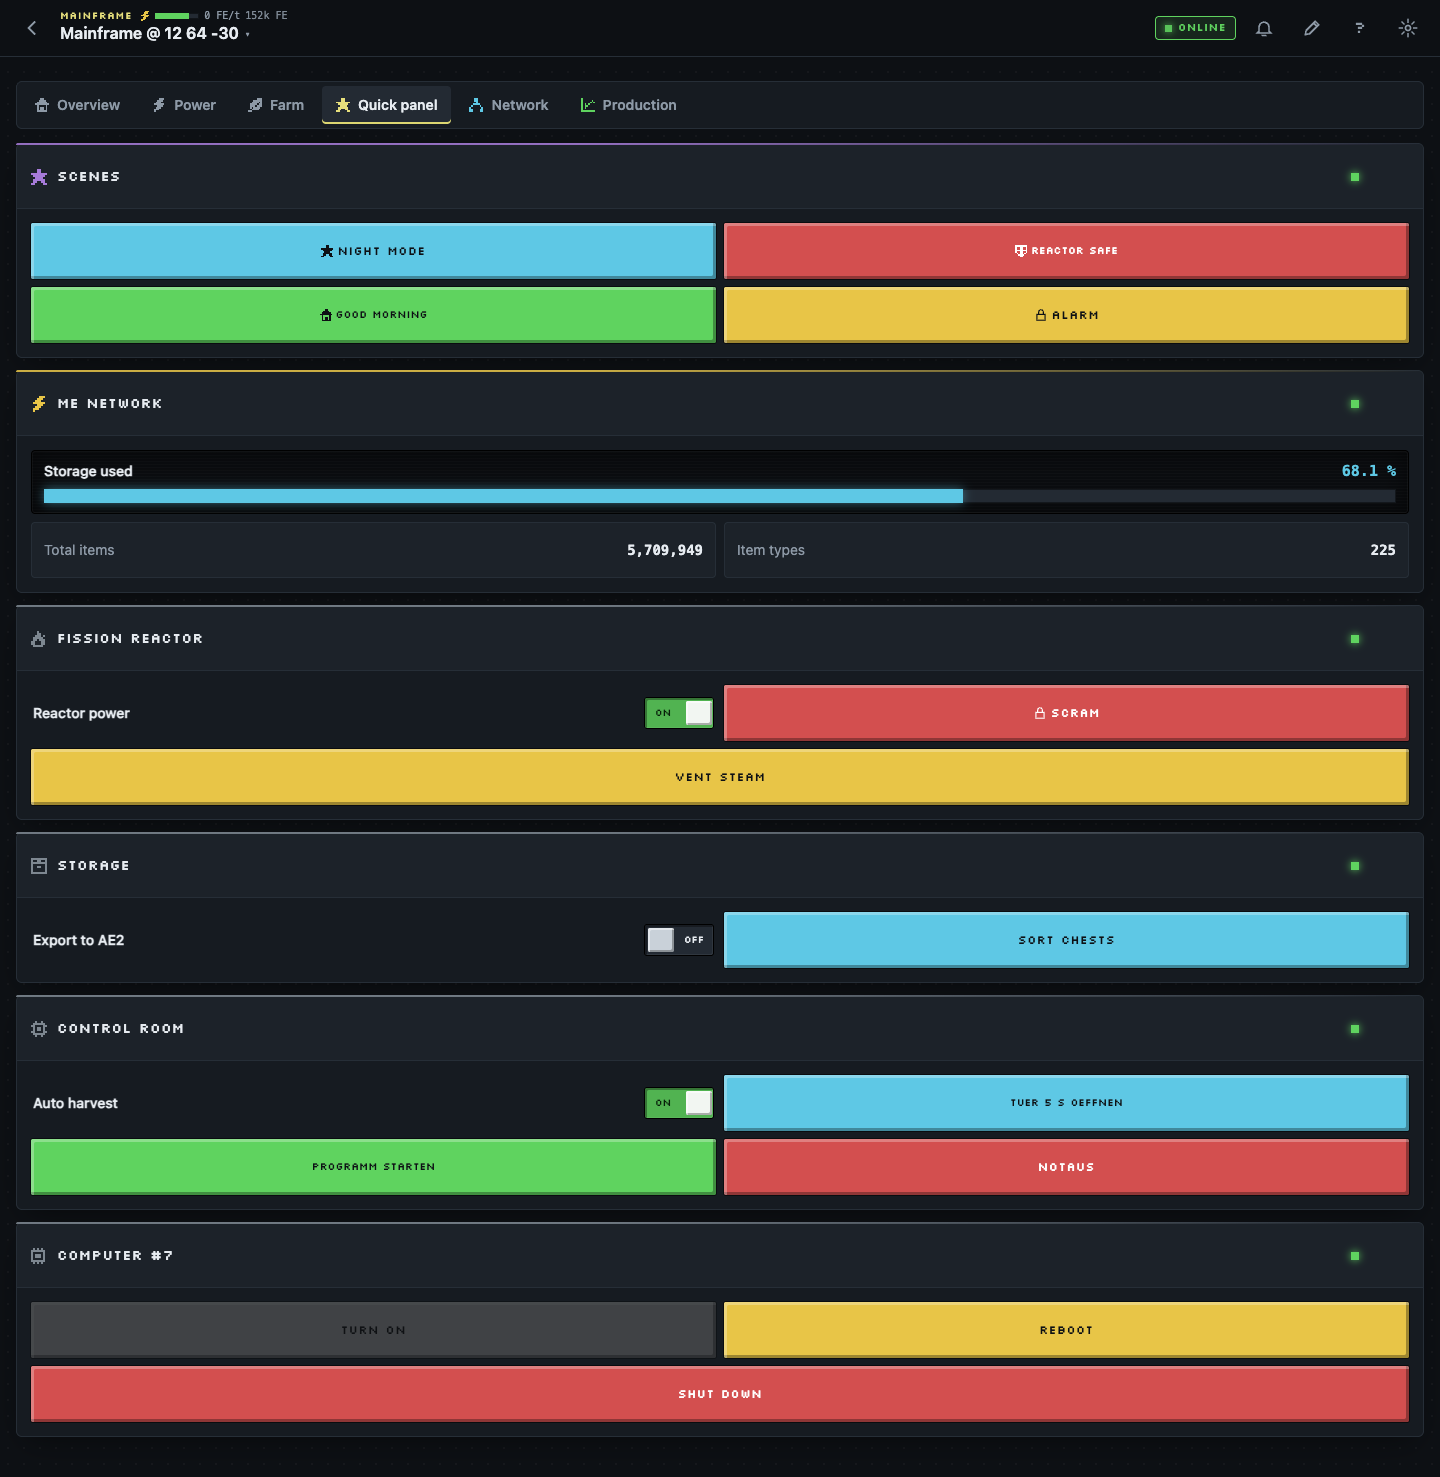 MAINFRAME 0 FE/t 152k FE
Mainframe @ 12 64 -30
ONLINE
?
Overview Power Farm Quick panel Network Production
SCENES
NIGHT MODE REACTOR SAFE
GOOD MORNING ALARM
ME NETWORK
Storage used 68.1 %
Total items 5,709,949 Item types 225
FISSION REACTOR
Reactor power ON SCRAM
VENT STEAM
STORAGE
Export to AE2 OFF SORT CHESTS
CONTROL ROOM
Auto harvest ON TUER 5 S OEFFNEN
PROGRAMM STARTEN NOTAUS
COMPUTER #7
TURN ON REBOOT
SHUT DOWN